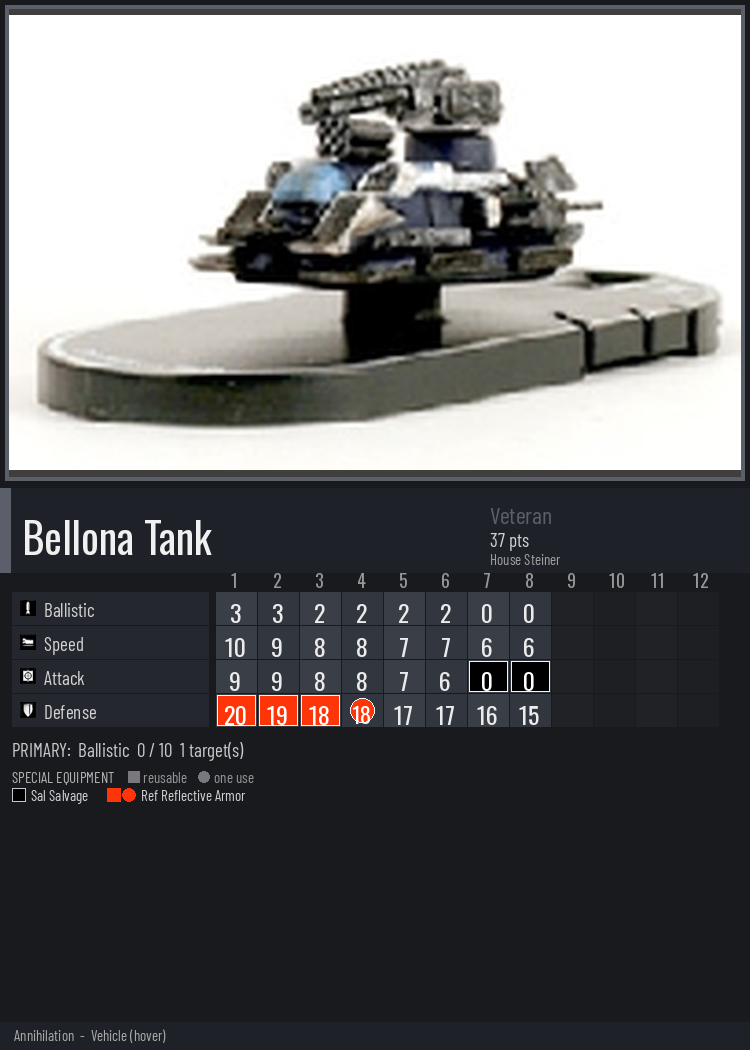 Bellona Tank
Veteran
37 pts
House Steiner
1 2 3 4 5 6 7 8 9 10 11 12
Ballistic 3 3 2 2 2 2 0 0
Speed 10 9 8 8 7 7 6 6
Attack 9 9 8 8 7 6 0 0
Defense 20 19 18 18 17 17 16 15
PRIMARY: Ballistic 0 / 10 1 target(s)
SPECIAL EQUIPMENT reusable one use
Sal Salvage Ref Reflective Armor
Annihilation - Vehicle (hover)